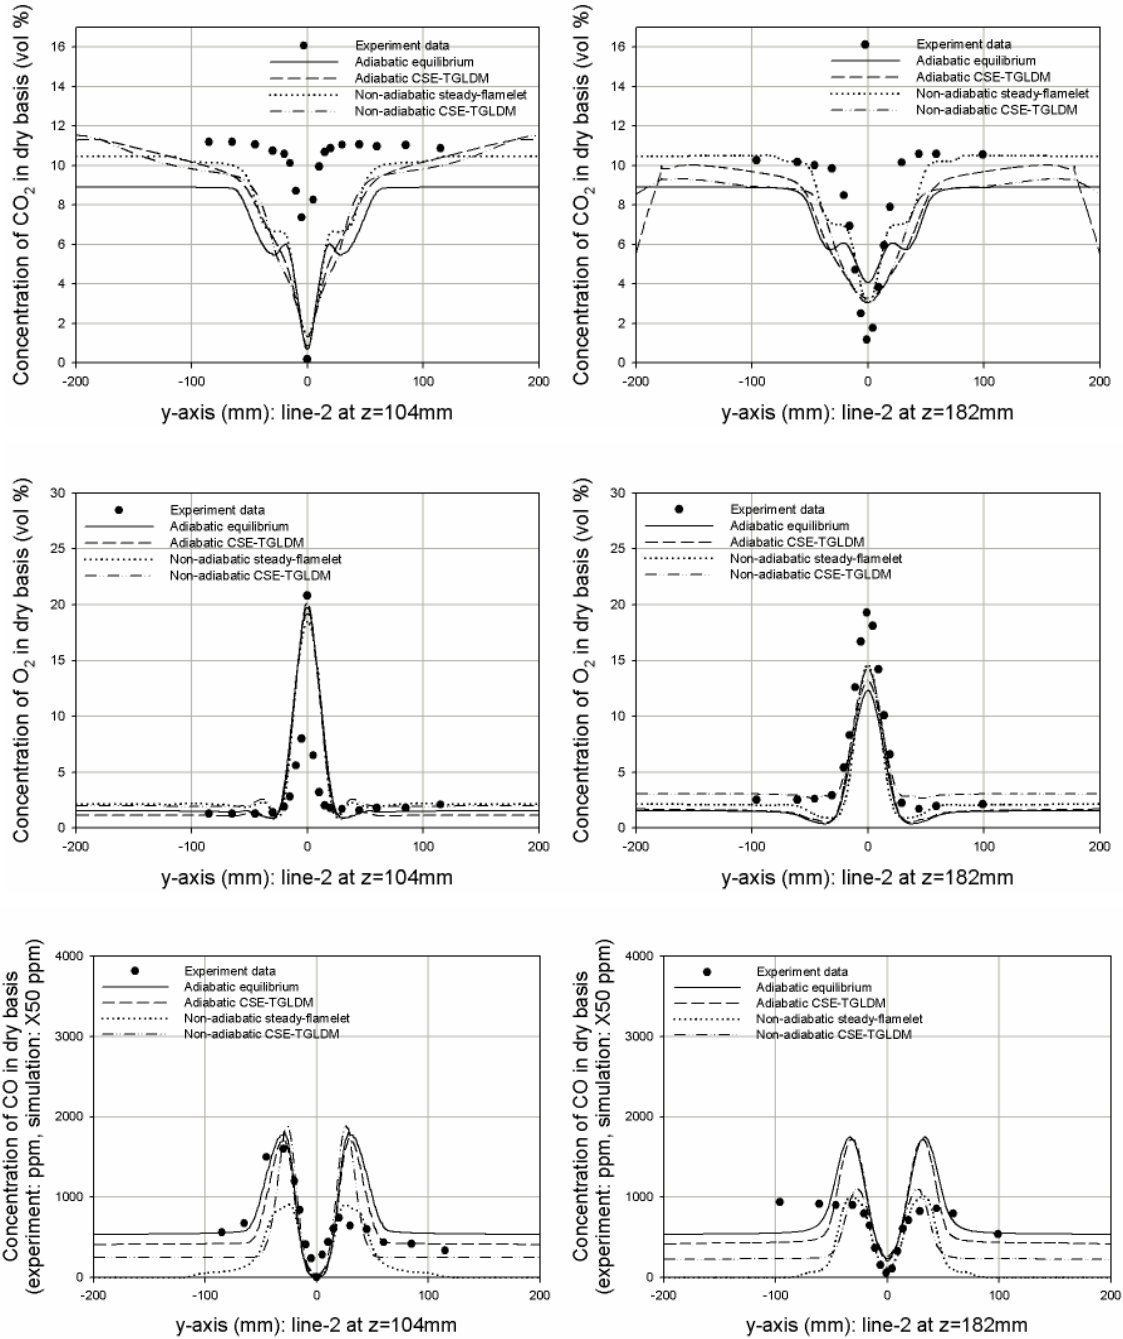 Concentration of CO2 in dry basis (vol %)
16
14
12
10
8
6
4
2
0
Experiment data
Adiabatic equilibrium
Adiabatic CSE-TGLDM
Non-adiabatic steady-flamelet
Non-adiabatic CSE-TGLDM
-200
-100
0
100
200
y-axis (mm): line-2 at z=104mm
Concentration of CO2 in dry basis (vol %)
16
14
12
10
8
6
4
2
0
Experiment data
Adiabatic equilibrium
Adiabatic CSE-TGLDM
Non-adiabatic steady-flamelet
Non-adiabatic CSE-TGLDM
-200
-100
0
100
200
y-axis (mm): line-2 at z=182mm
Concentration of O2 in dry basis (vol %)
30
25
20
15
10
5
0
Experiment data
Adiabatic equilibrium
Adiabatic CSE-TGLDM
Non-adiabatic steady-flamelet
Non-adiabatic CSE-TGLDM
-200
-100
0
100
200
y-axis (mm): line-2 at z=104mm
Concentration of O2 in dry basis (vol %)
30
25
20
15
10
5
0
Experiment data
Adiabatic equilibrium
Adiabatic CSE-TGLDM
Non-adiabatic steady-flamelet
Non-adiabatic CSE-TGLDM
-200
-100
0
100
200
y-axis (mm): line-2 at z=182mm
Concentration of CO in dry basis
(experiment: ppm, simulation: X50 ppm)
4000
3000
2000
1000
0
Experiment data
Adiabatic equilibrium
Adiabatic CSE-TGLDM
Non-adiabatic steady-flamelet
Non-adiabatic CSE-TGLDM
-200
-100
0
100
200
y-axis (mm): line-2 at z=104mm
Concentration of CO in dry basis
(experiment: ppm, simulation: X50 ppm)
4000
3000
2000
1000
0
Experiment data
Adiabatic equilibrium
Adiabatic CSE-TGLDM
Non-adiabatic steady-flamelet
Non-adiabatic CSE-TGLDM
-200
-100
0
100
200
y-axis (mm): line-2 at z=182mm